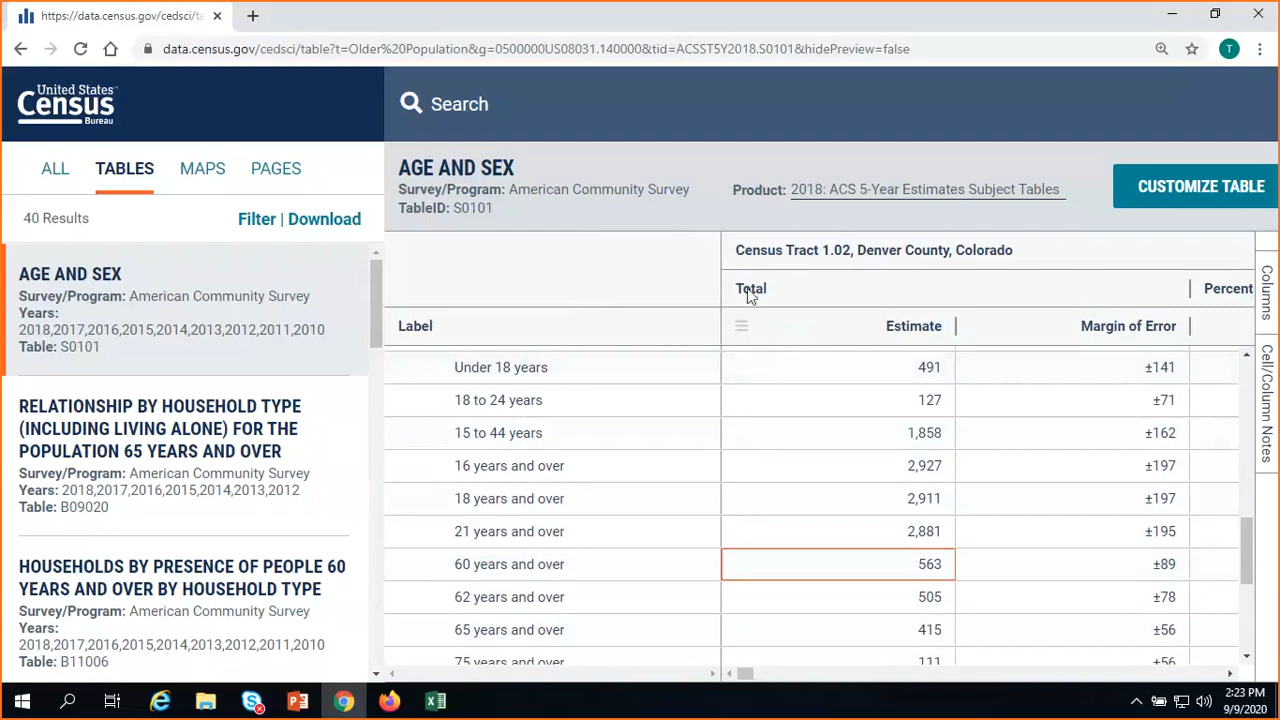 https://data.census.gov/cedsci/ta
data.census.gov/cedsci/table?t=Older%20Population&g=0500000US08031.140000&tid=ACSST5Y2018.S0101&hidePreview=false
T
United States
Census
Bureau
Search
ALL TABLES MAPS PAGES
40 Results Filter | Download
AGE AND SEX
Survey/Program: American Community Survey
Years:
2018,2017,2016,2015,2014,2013,2012,2011,2010
Table: S0101
RELATIONSHIP BY HOUSEHOLD TYPE
(INCLUDING LIVING ALONE) FOR THE
POPULATION 65 YEARS AND OVER
Survey/Program: American Community Survey
Years: 2018,2017,2016,2015,2014,2013,2012
Table: B09020
HOUSEHOLDS BY PRESENCE OF PEOPLE 60
YEARS AND OVER BY HOUSEHOLD TYPE
Survey/Program: American Community Survey
Years:
2018,2017,2016,2015,2014,2013,2012,2011,2010
Table: B11006
AGE AND SEX
Survey/Program: American Community Survey
TableID: S0101
Product: 2018: ACS 5-Year Estimates Subject Tables
CUSTOMIZE TABLE
Census Tract 1.02, Denver County, Colorado
Total Percent
Label Estimate Margin of Error
Under 18 years 491 ±141
18 to 24 years 127 ±71
15 to 44 years 1,858 ±162
16 years and over 2,927 ±197
18 years and over 2,911 ±197
21 years and over 2,881 ±195
60 years and over 563 ±89
62 years and over 505 ±78
65 years and over 415 ±56
75 years and over 111 ±56
Columns
Cell/Column Notes
2:23 PM
9/9/2020